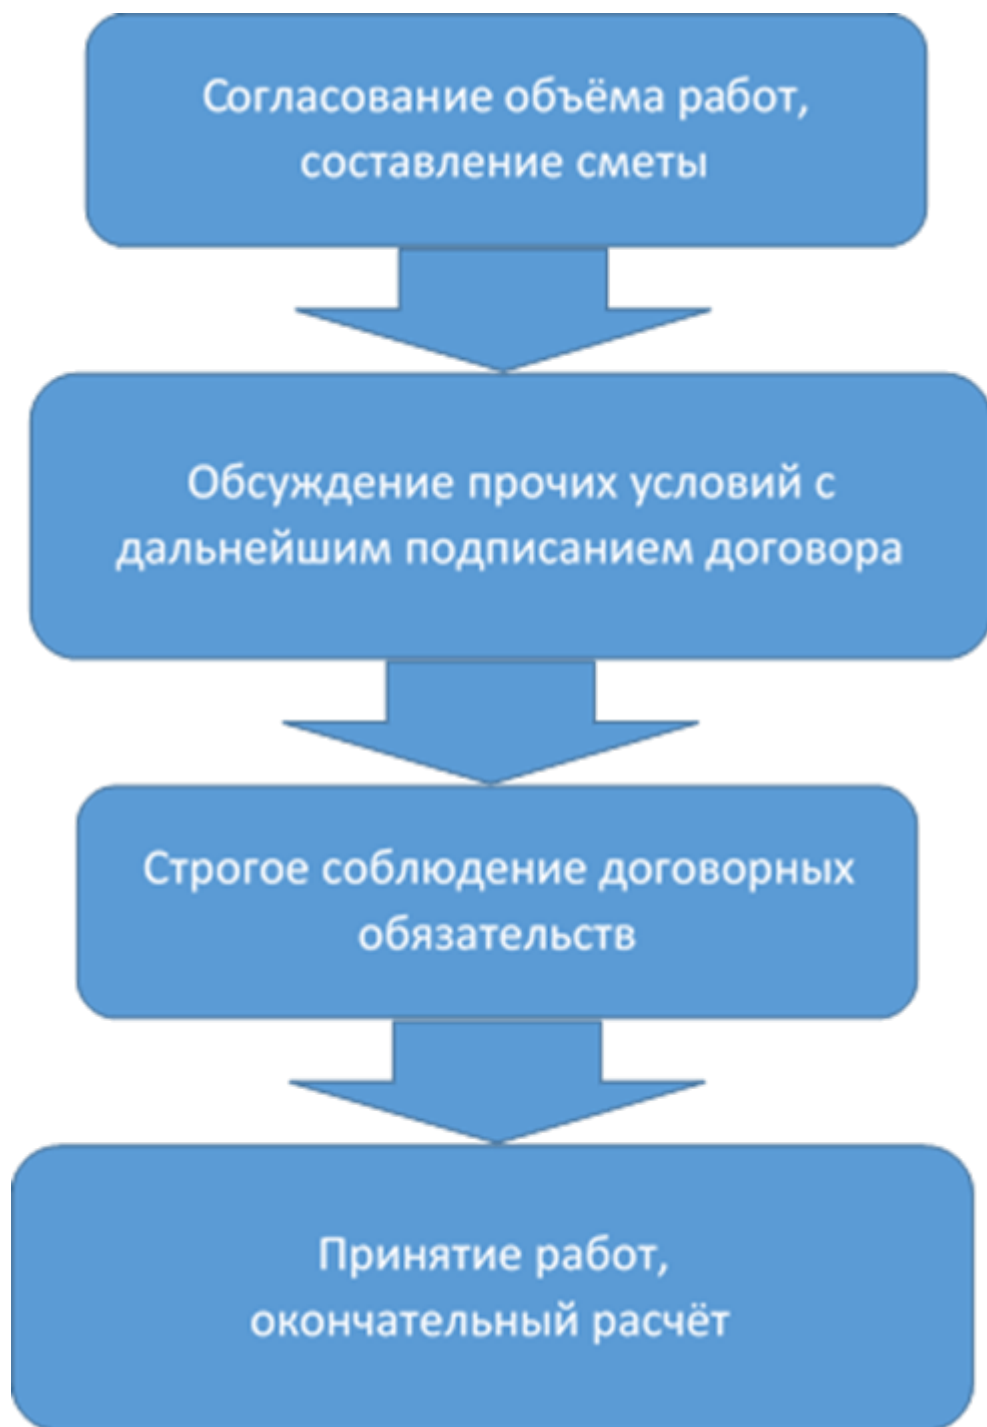 Согласование объёма работ,
составление сметы
Обсуждение прочих условий с
дальнейшим подписанием договора
Строгое соблюдение договорных
обязательств
Принятие работ,
окончательный расчёт